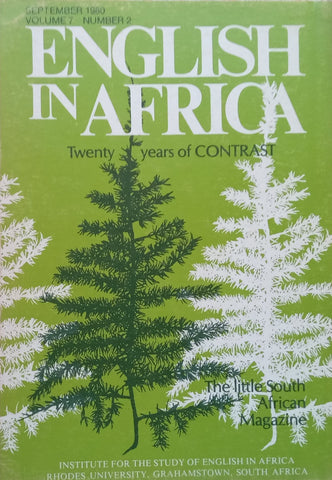 SEPTEMBER 1980
VOLUME 7 NUMBER 2
ENGLISH
IN AFRICA
Twenty years of CONTRAST
The little South
African
Magazine
INSTITUTE FOR THE STUDY OF ENGLISH IN AFRICA
RHODES UNIVERSITY, GRAHAMSTOWN, SOUTH AFRICA